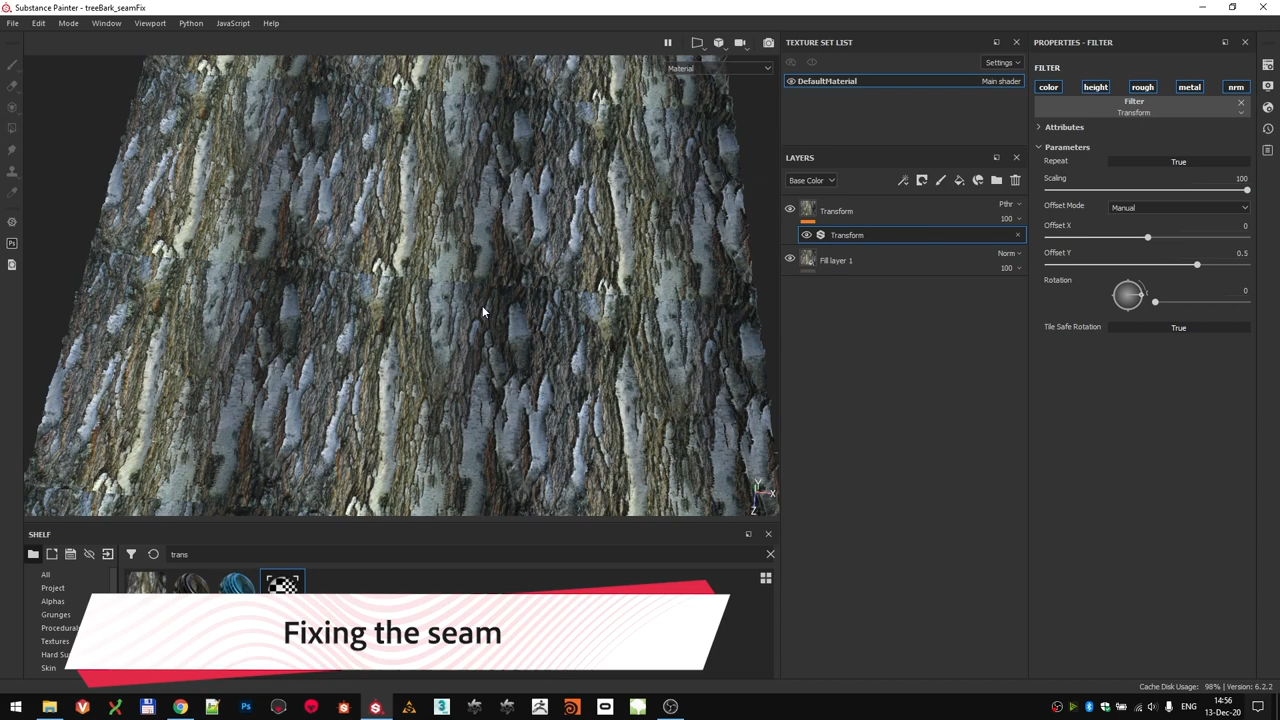 Substance Painter - treeBark_seamFix
File Edit Mode Window Viewport Python JavaScript Help
Material
TEXTURE SET LIST
Settings
DefaultMaterial Main shader
LAYERS
Base Color
Transform Pthr
100
Transform
Fill layer 1 Norm
100
PROPERTIES - FILTER
FILTER
color height rough metal nrm
Filter
Transform
Attributes
Parameters
Repeat True
Scaling 100
Offset Mode Manual
Offset X 0
Offset Y 0.5
Rotation 0
Tile Safe Rotation True
Y
X
Z
SHELF
trans
All
Project
Alphas
Grunges
Procedurals
Textures
Hard Su
Skin
Fixing the seam
Cache Disk Usage: 98% | Version: 6.2.2
ENG
14:56
13-Dec-20